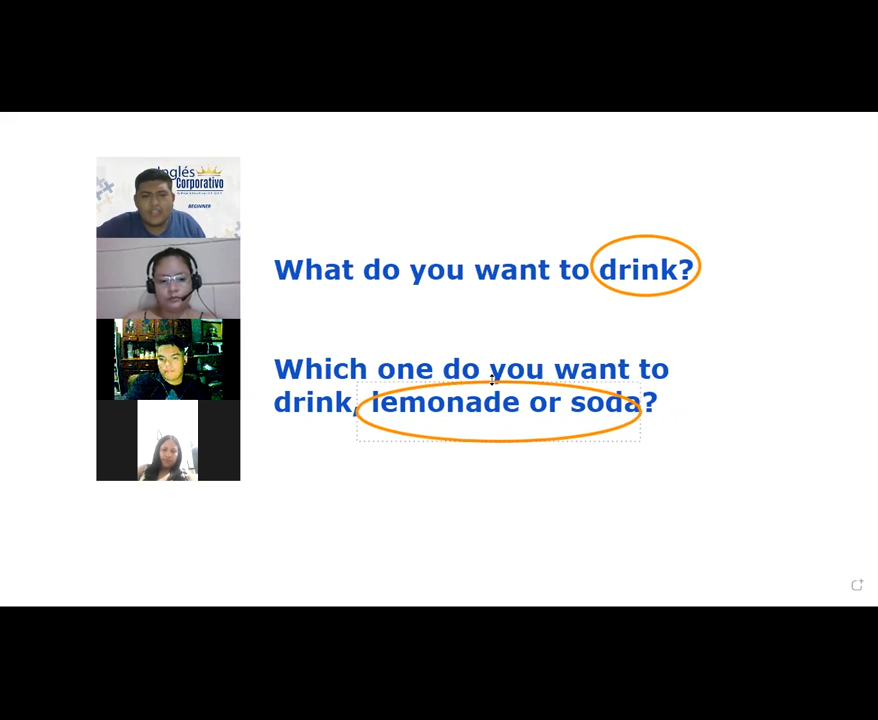 Inglés
Corporativo
BEGINNER
What do you want to drink?
Which one do you want to
drink, lemonade or soda?